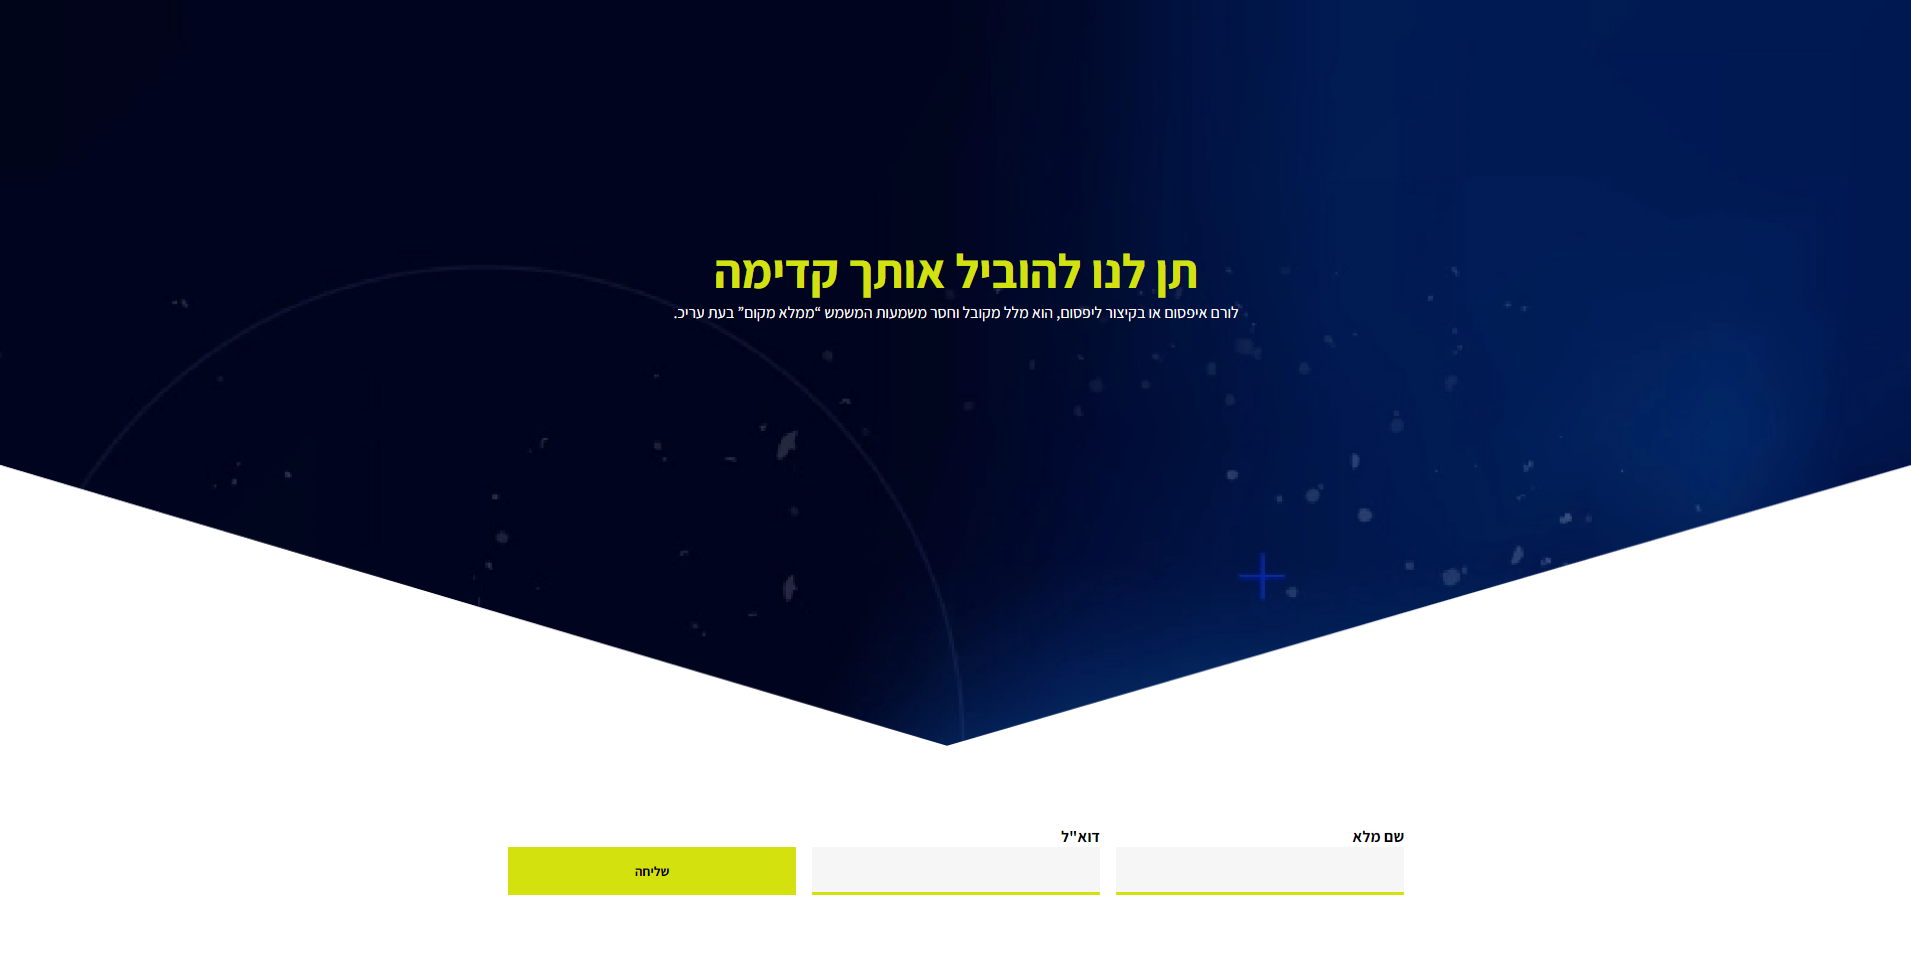 תן לנו להוביל אותך קדימה
לורם איפסום או בקיצור ליפסום, הוא מלל מקובל וחסר משמעות המשמש “ממלא מקום” בעת עריכ.
שם מלא
דוא"ל
שליחה